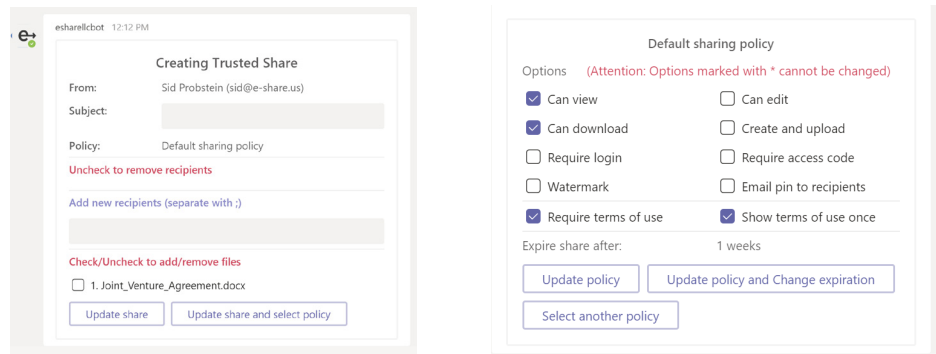 esharellcbot 12:12 PM
e
Creating Trusted Share
From: Sid Probstein (sid@e-share.us)
Subject:
Policy: Default sharing policy
Uncheck to remove recipients
Add new recipients (separate with ;)
Check/Uncheck to add/remove files
1. Joint_Venture_Agreement.docx
Update share Update share and select policy
Default sharing policy
Options (Attention: Options marked with * cannot be changed)
Can view Can edit
Can download Create and upload
Require login Require access code
Watermark Email pin to recipients
Require terms of use Show terms of use once
Expire share after: 1 weeks
Update policy Update policy and Change expiration
Select another policy